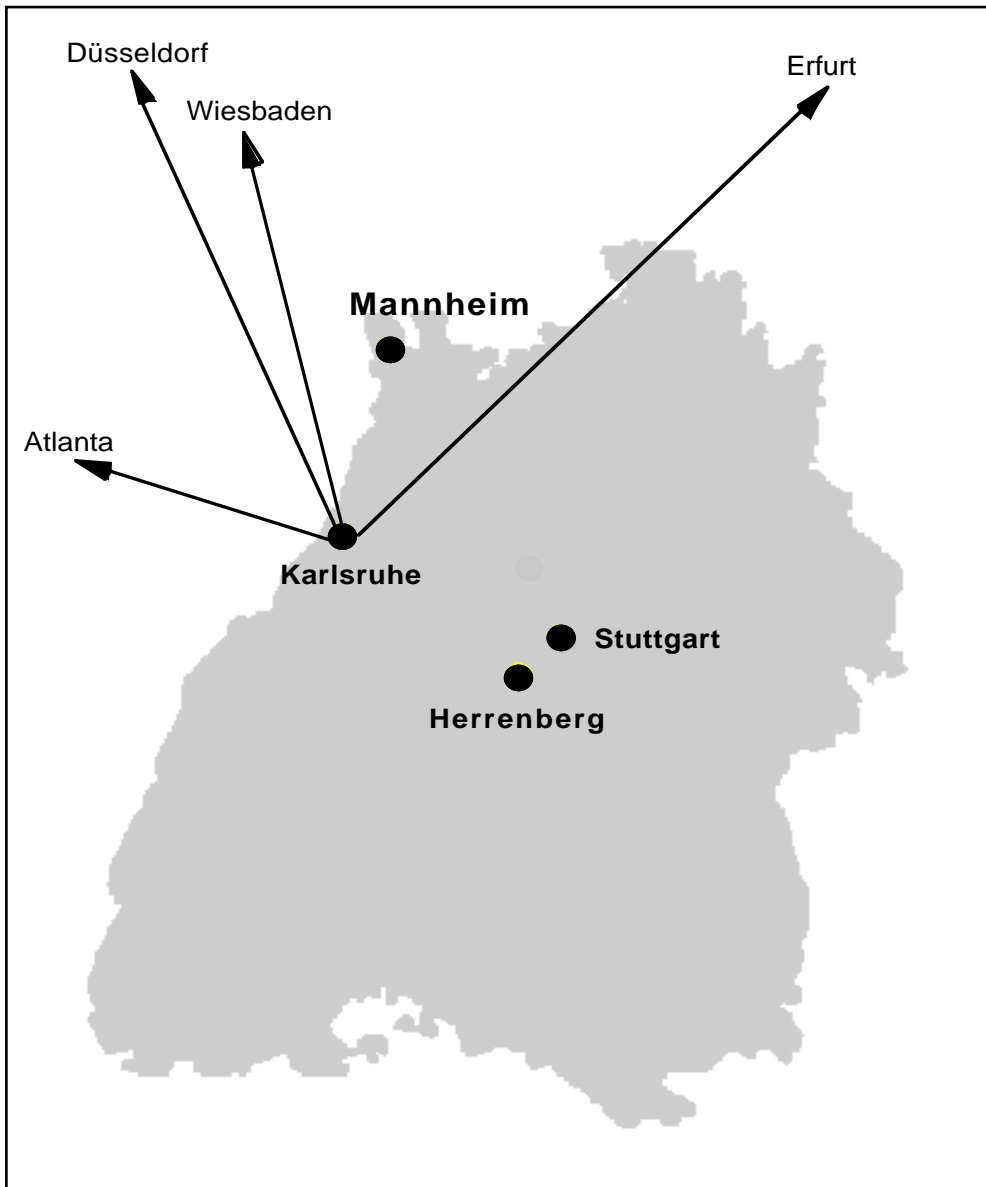 Düsseldorf
Erfurt
Wiesbaden
Mannheim
Atlanta
Karlsruhe
Stuttgart
Herrenberg